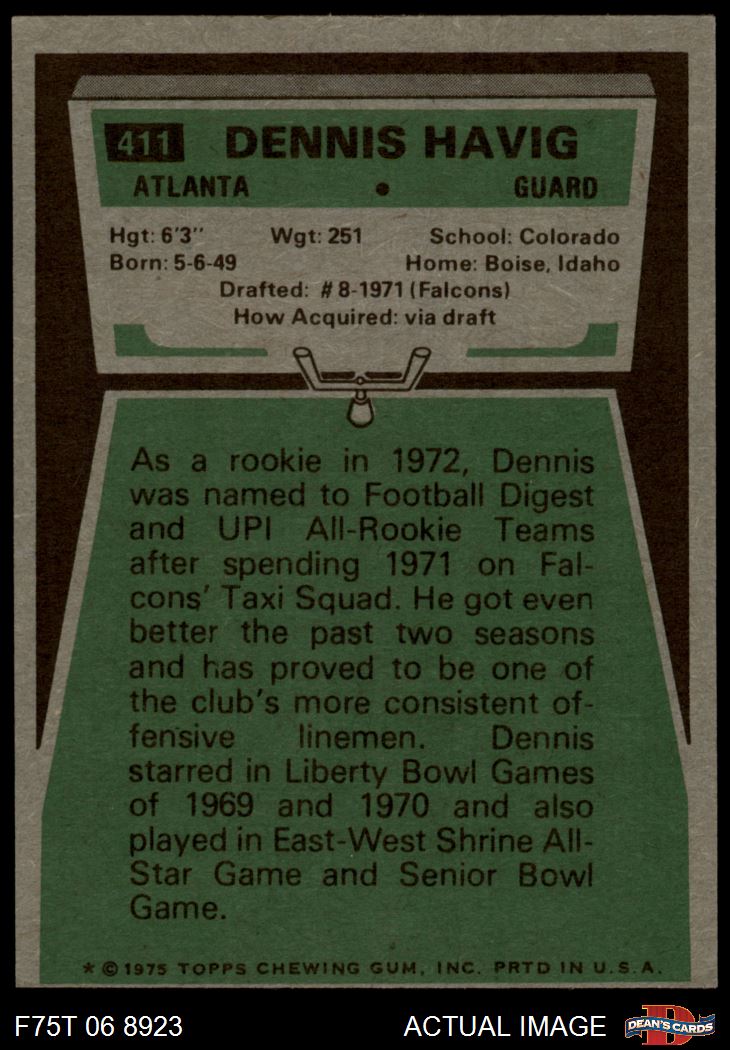 411 DENNIS HAVIG
ATLANTA • GUARD
Hgt: 6'3" Wgt: 251 School: Colorado
Born: 5-6-49 Home: Boise, Idaho
Drafted: #8-1971 (Falcons)
How Acquired: via draft
As a rookie in 1972, Dennis
was named to Football Digest
and UPI All-Rookie Teams
after spending 1971 on Fal-
cons' Taxi Squad. He got even
better the past two seasons
and has proved to be one of
the club's more consistent of-
fensive linemen. Dennis
starred in Liberty Bowl Games
of 1969 and 1970 and also
played in East-West Shrine All-
Star Game and Senior Bowl
Game.
* © 1975 TOPPS CHEWING GUM, INC. PRTD IN U.S.A.
F75T 06 8923 ACTUAL IMAGE D DEAN'S CARDS